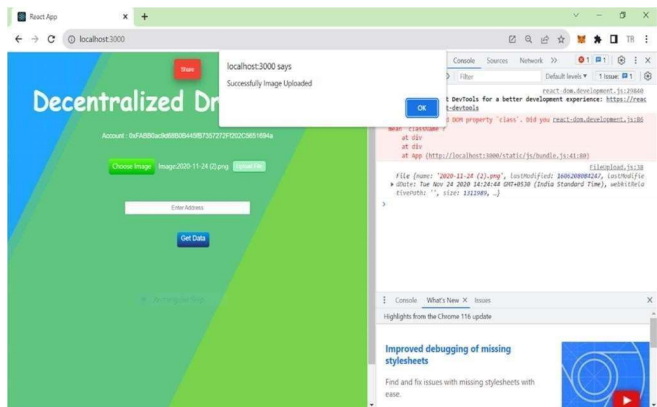 React App
localhost:3000
TR
Share
localhost:3000 says
Successfully Image Uploaded
OK
Console Sources Network
Filter Default levels 1 Issue: 1
Decentralized Dr
react-dom.development.js:29840
t DevTools for a better development experience: https://reac
t-devtools
DOM property `class`. Did you react-dom.development.js:86
mean `className`?
at div
at div
at App (http://localhost:3000/static/js/bundle.js:41:80)
FileUpload.js:38
File {name: '2020-11-24 (2).png', lastModified: 1606208084247, lastModifie
dDate: Tue Nov 24 2020 14:24:44 GMT+0530 (India Standard Time), webkitRela
tivePath: '', size: 1311989, …}
Account :
Choose Image Image:2020-11-24 (2).png Upload File
Enter Address
Get Data
Console What's New Issues
Highlights from the Chrome 116 update
Improved debugging of missing
stylesheets
Find and fix issues with missing stylesheets with
ease.